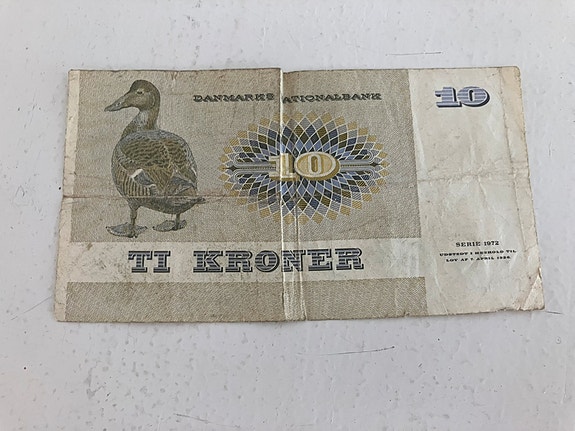 DANMARKS NATIONALBANK
10
10
TI KRONER
SERIE 1972
UDSTEDT I HENHOLD TIL
LOV AF 7. APRIL 1936